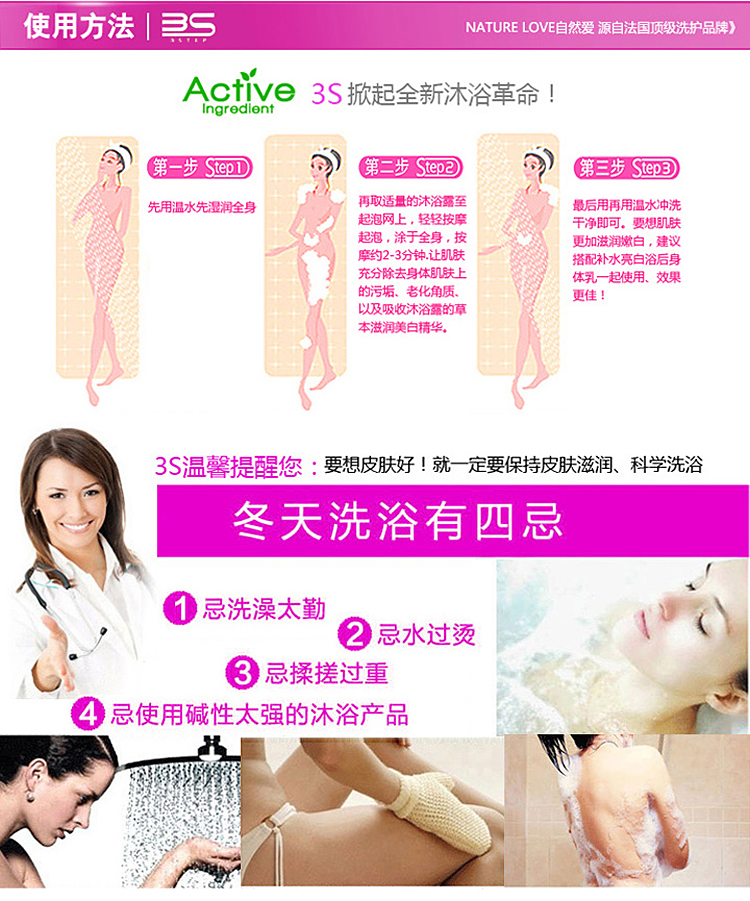 使用方法
3S
3STEP
NATURE LOVE自然爱 源自法国顶级洗护品牌》
Active
Ingredient
3S掀起全新沐浴革命！
第一步 Step1
先用温水先湿润全身
第二步 Step2
再取适量的沐浴露至
起泡网上，轻轻按摩
起泡，涂于全身，按
摩约2-3分钟.让肌肤
充分除去身体肌肤上
的污垢、老化角质、
以及吸收沐浴露的草
本滋润美白精华。
第三步 Step3
最后用再用温水冲洗
干净即可。要想肌肤
更加滋润嫩白，建议
搭配补水亮白浴后身
体乳一起使用、效果
更佳！
3S温馨提醒您：要想皮肤好！就一定要保持皮肤滋润、科学洗浴
冬天洗浴有四忌
1 忌洗澡太勤
2 忌水过烫
3 忌揉搓过重
4 忌使用碱性太强的沐浴产品